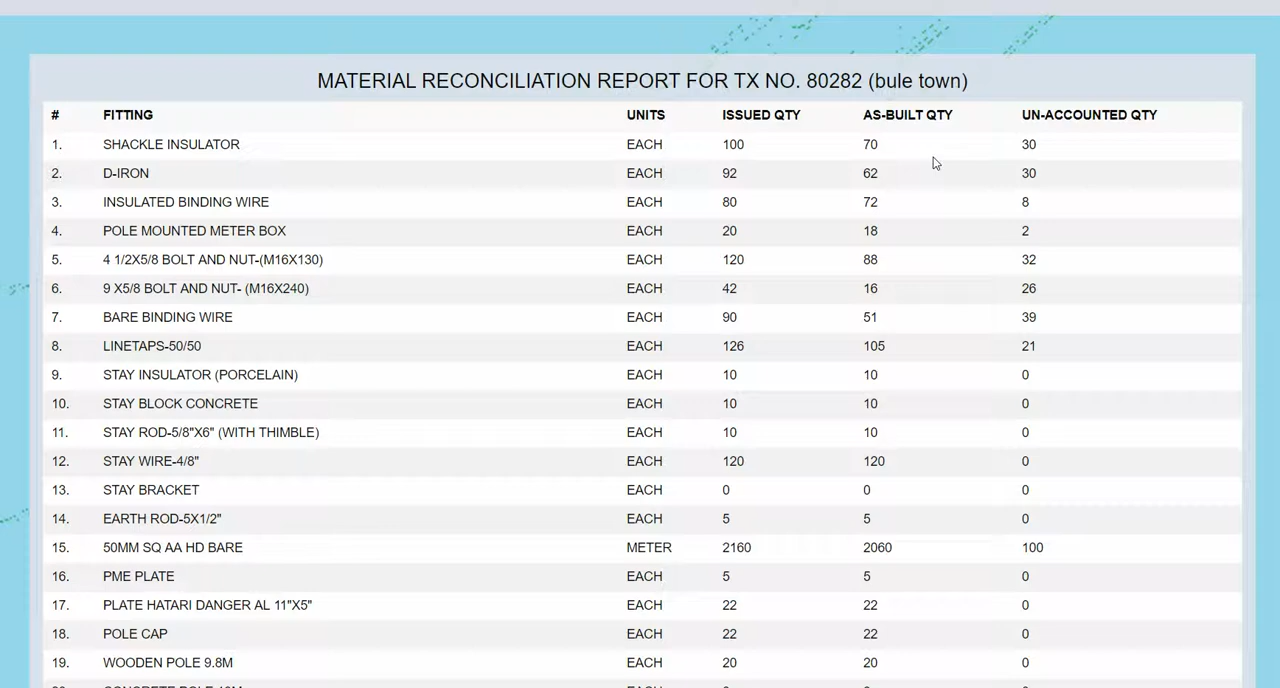 MATERIAL RECONCILIATION REPORT FOR TX NO. 80282 (bule town)
# FITTING UNITS ISSUED QTY AS-BUILT QTY UN-ACCOUNTED QTY
1. SHACKLE INSULATOR EACH 100 70 30
2. D-IRON EACH 92 62 30
3. INSULATED BINDING WIRE EACH 80 72 8
4. POLE MOUNTED METER BOX EACH 20 18 2
5. 4 1/2X5/8 BOLT AND NUT-(M16X130) EACH 120 88 32
6. 9 X5/8 BOLT AND NUT- (M16X240) EACH 42 16 26
7. BARE BINDING WIRE EACH 90 51 39
8. LINETAPS-50/50 EACH 126 105 21
9. STAY INSULATOR (PORCELAIN) EACH 10 10 0
10. STAY BLOCK CONCRETE EACH 10 10 0
11. STAY ROD-5/8"X6" (WITH THIMBLE) EACH 10 10 0
12. STAY WIRE-4/8" EACH 120 120 0
13. STAY BRACKET EACH 0 0 0
14. EARTH ROD-5X1/2" EACH 5 5 0
15. 50MM SQ AA HD BARE METER 2160 2060 100
16. PME PLATE EACH 5 5 0
17. PLATE HATARI DANGER AL 11"X5" EACH 22 22 0
18. POLE CAP EACH 22 22 0
19. WOODEN POLE 9.8M EACH 20 20 0